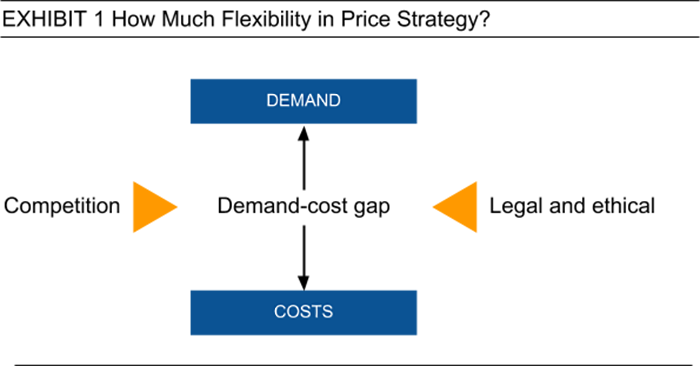 EXHIBIT 1 How Much Flexibility in Price Strategy?
DEMAND
Competition
Demand-cost gap
Legal and ethical
COSTS